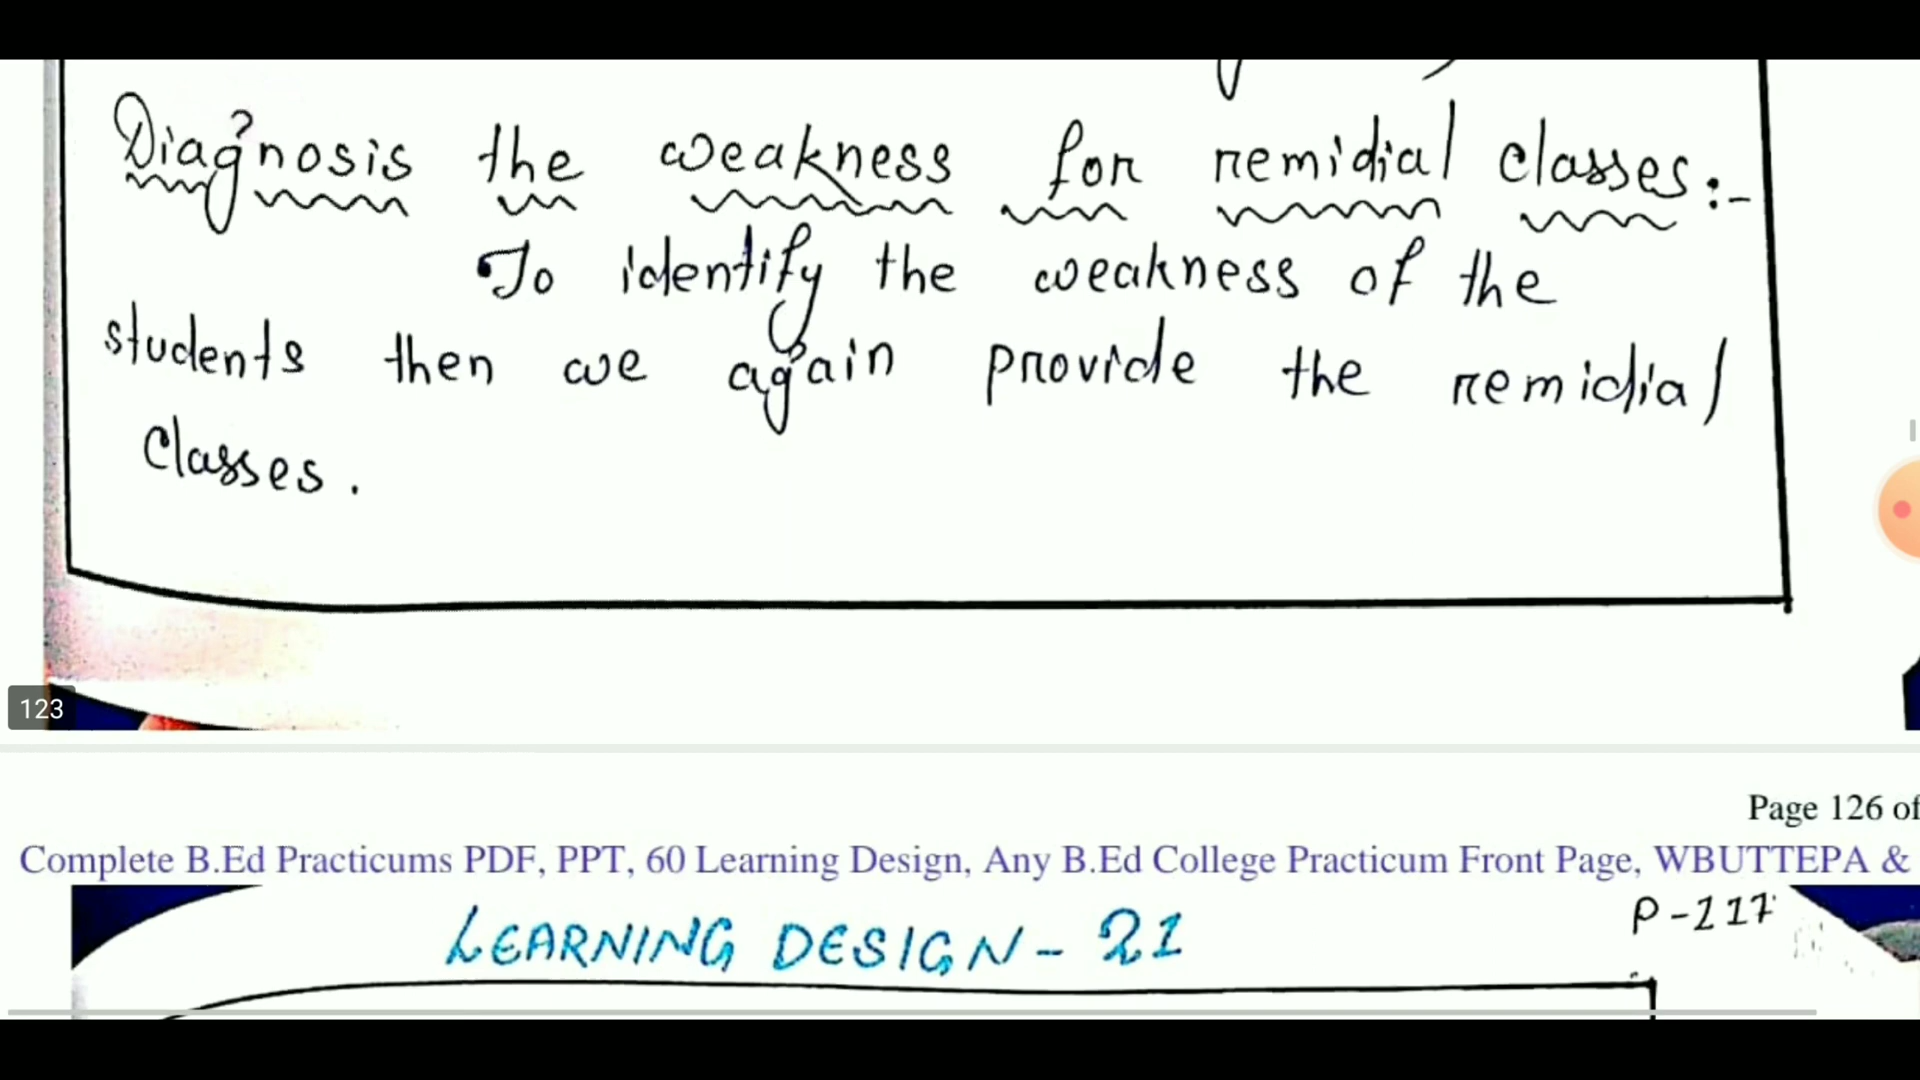 Diagnosis the weakness for remidial classes:-
To identify the weakness of the
students then we again provide the remidial
classes.
123
Page 126 of
Complete B.Ed Practicums PDF, PPT, 60 Learning Design, Any B.Ed College Practicum Front Page, WBUTTEPA &
P-117
LEARNING DESIGN - 21